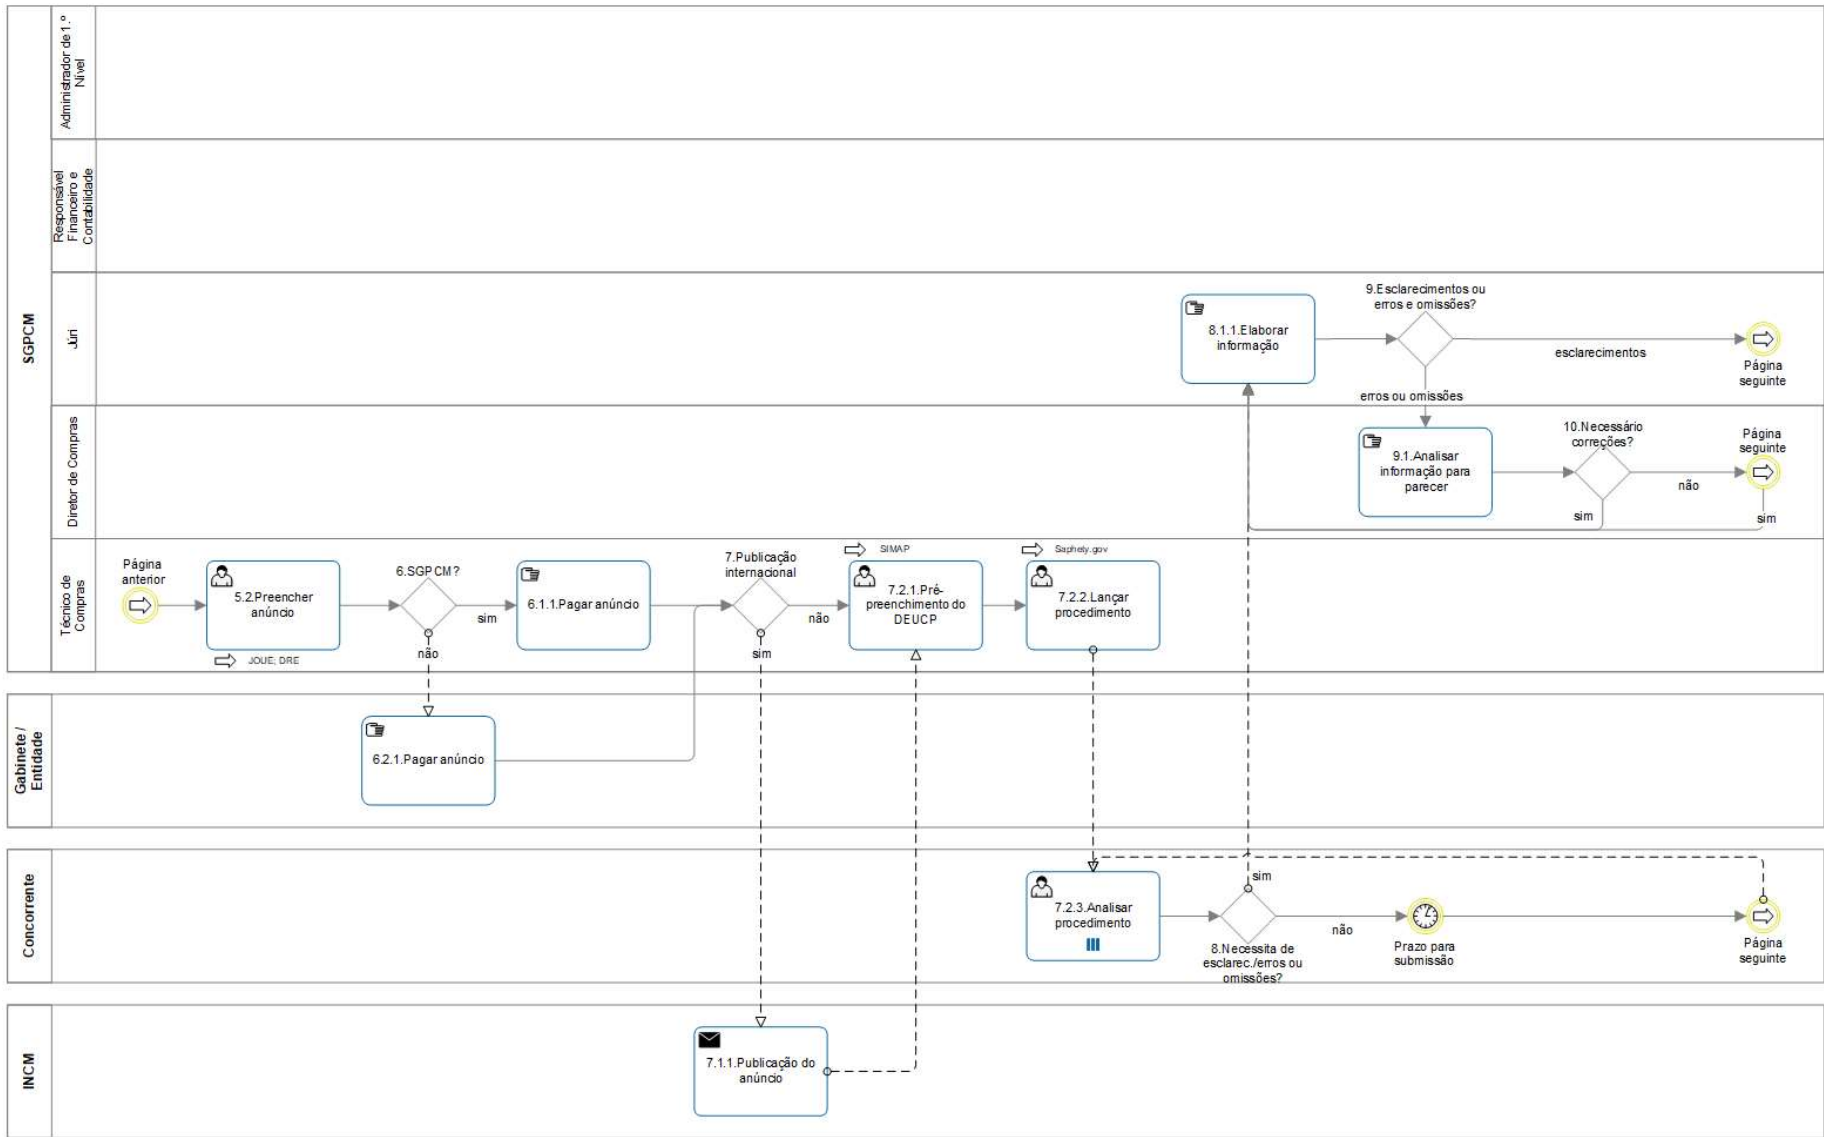 SGPCM
Administrador de 1.º
Nível
Responsável
Financeiro e
Contabilidade
Júri
8.1.1.Elaborar
informação
9.Esclarecimentos ou
erros e omissões?
esclarecimentos
Página
seguinte
erros ou omissões
Diretor de Compras
9.1.Analisar
informação para
parecer
10.Necessário
correções?
sim
não
Página
seguinte
sim
Técnico de
Compras
Página
anterior
5.2.Preencher
anúncio
JOUE; DRE
6.SGPCM?
sim
não
6.1.1.Pagar anúncio
7.Publicação
internacional
não
sim
SIMAP
7.2.1.Pré-
preenchimento do
DEUCP
Saphety.gov
7.2.2.Lançar
procedimento
Gabinete /
Entidade
6.2.1.Pagar anúncio
Concorrente
7.2.3.Analisar
procedimento
sim
8.Necessita de
esclarec./erros ou
omissões?
não
Prazo para
submissão
Página
seguinte
INCM
7.1.1.Publicação do
anúncio